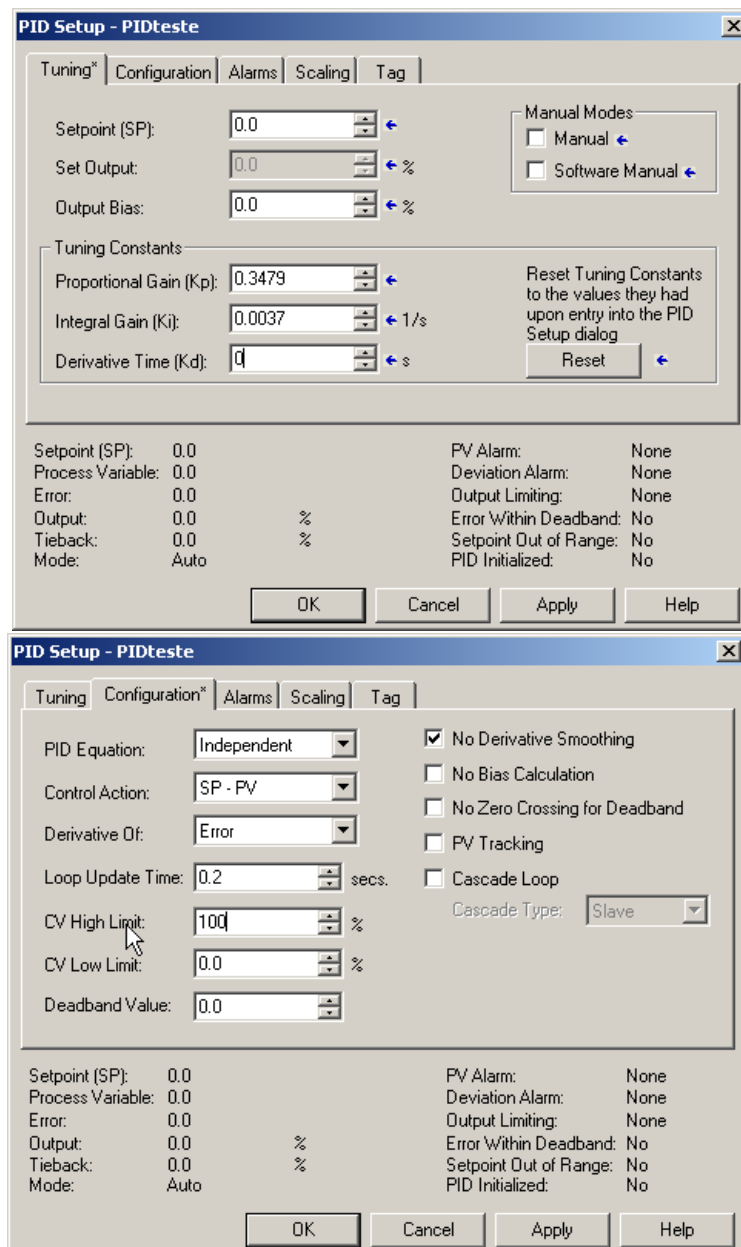 PID Setup - PIDteste
Tuning* Configuration Alarms Scaling Tag
Setpoint (SP): 0.0
Set Output: 0.0 %
Output Bias: 0.0 %
Manual Modes
Manual
Software Manual
Tuning Constants
Proportional Gain (Kp): 0.3479
Integral Gain (Ki): 0.0037 1/s
Derivative Time (Kd): 0 s
Reset Tuning Constants
to the values they had
upon entry into the PID
Setup dialog
Reset
Setpoint (SP): 0.0 PV Alarm: None
Process Variable: 0.0 Deviation Alarm: None
Error: 0.0 Output Limiting: None
Output: 0.0 % Error Within Deadband: No
Tieback: 0.0 % Setpoint Out of Range: No
Mode: Auto PID Initialized: No
OK Cancel Apply Help
PID Setup - PIDteste
Tuning Configuration* Alarms Scaling Tag
PID Equation: Independent
Control Action: SP - PV
Derivative Of: Error
Loop Update Time: 0.2 secs.
CV High Limit: 100 %
CV Low Limit: 0.0 %
Deadband Value: 0.0
No Derivative Smoothing
No Bias Calculation
No Zero Crossing for Deadband
PV Tracking
Cascade Loop
Cascade Type: Slave
Setpoint (SP): 0.0 PV Alarm: None
Process Variable: 0.0 Deviation Alarm: None
Error: 0.0 Output Limiting: None
Output: 0.0 % Error Within Deadband: No
Tieback: 0.0 % Setpoint Out of Range: No
Mode: Auto PID Initialized: No
OK Cancel Apply Help